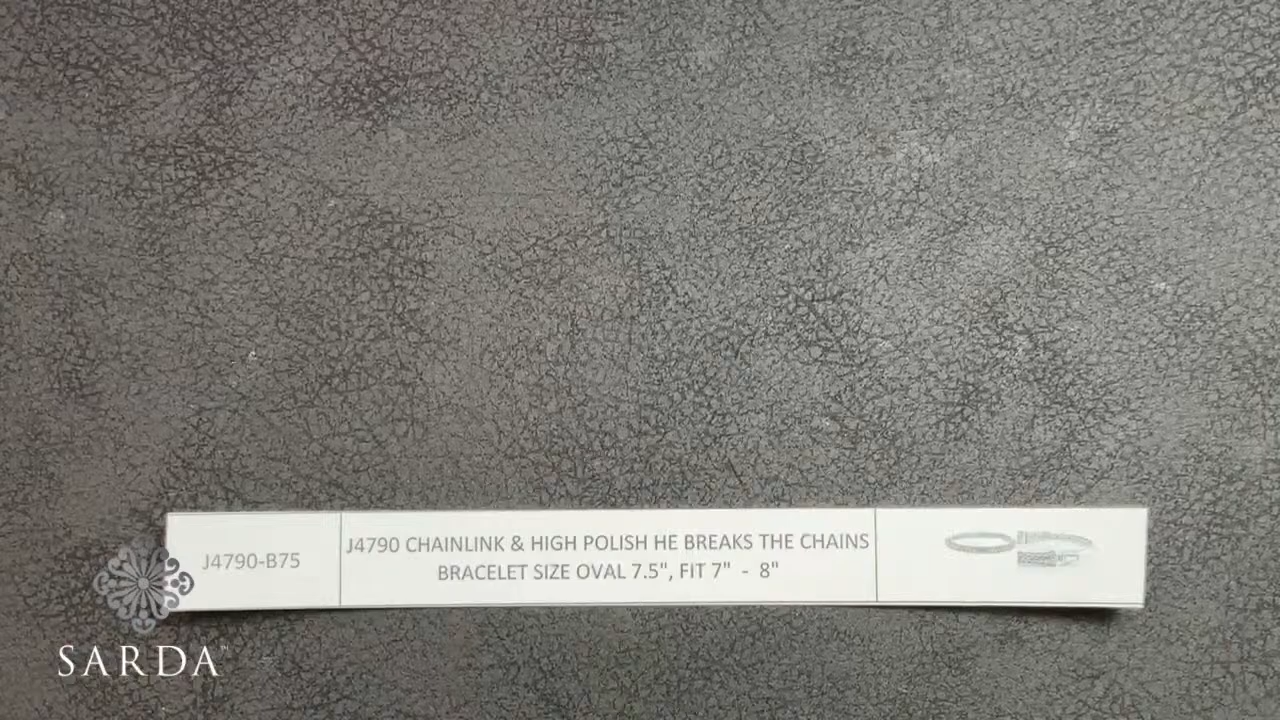 J4790-B75
J4790 CHAINLINK & HIGH POLISH HE BREAKS THE CHAINS
BRACELET SIZE OVAL 7.5", FIT 7" - 8"
SARDA